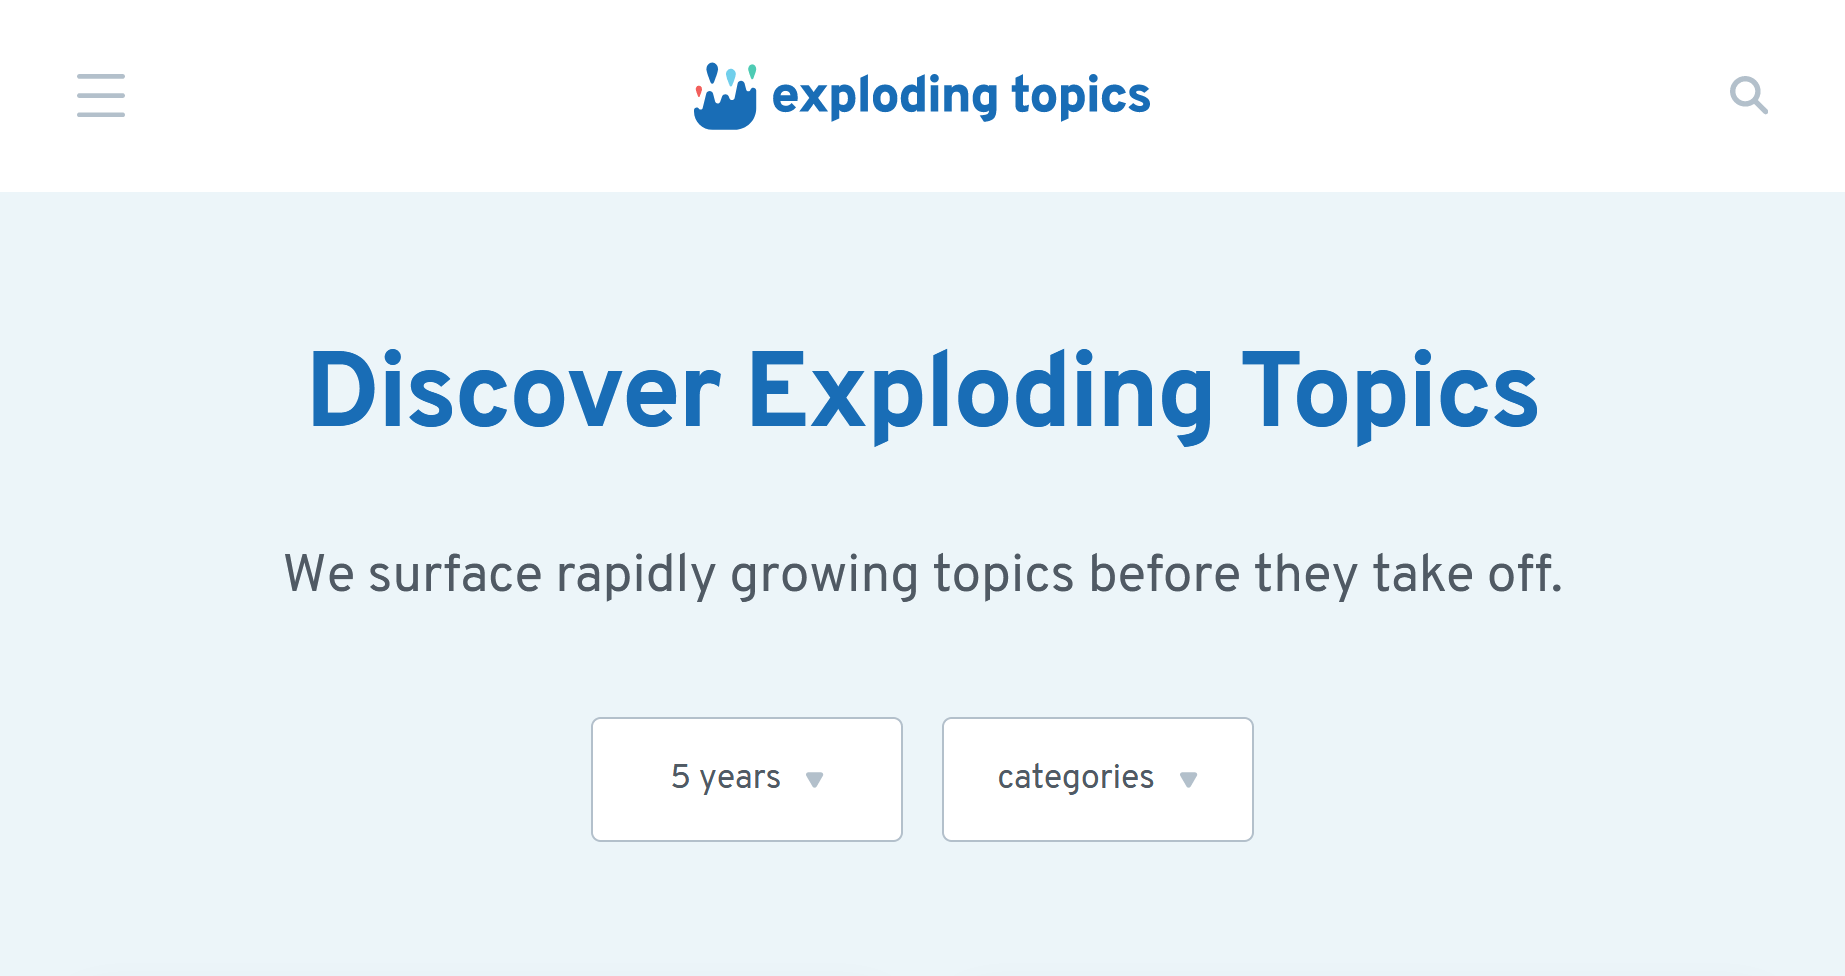 exploding topics
Discover Exploding Topics
We surface rapidly growing topics before they take off.
5 years
categories